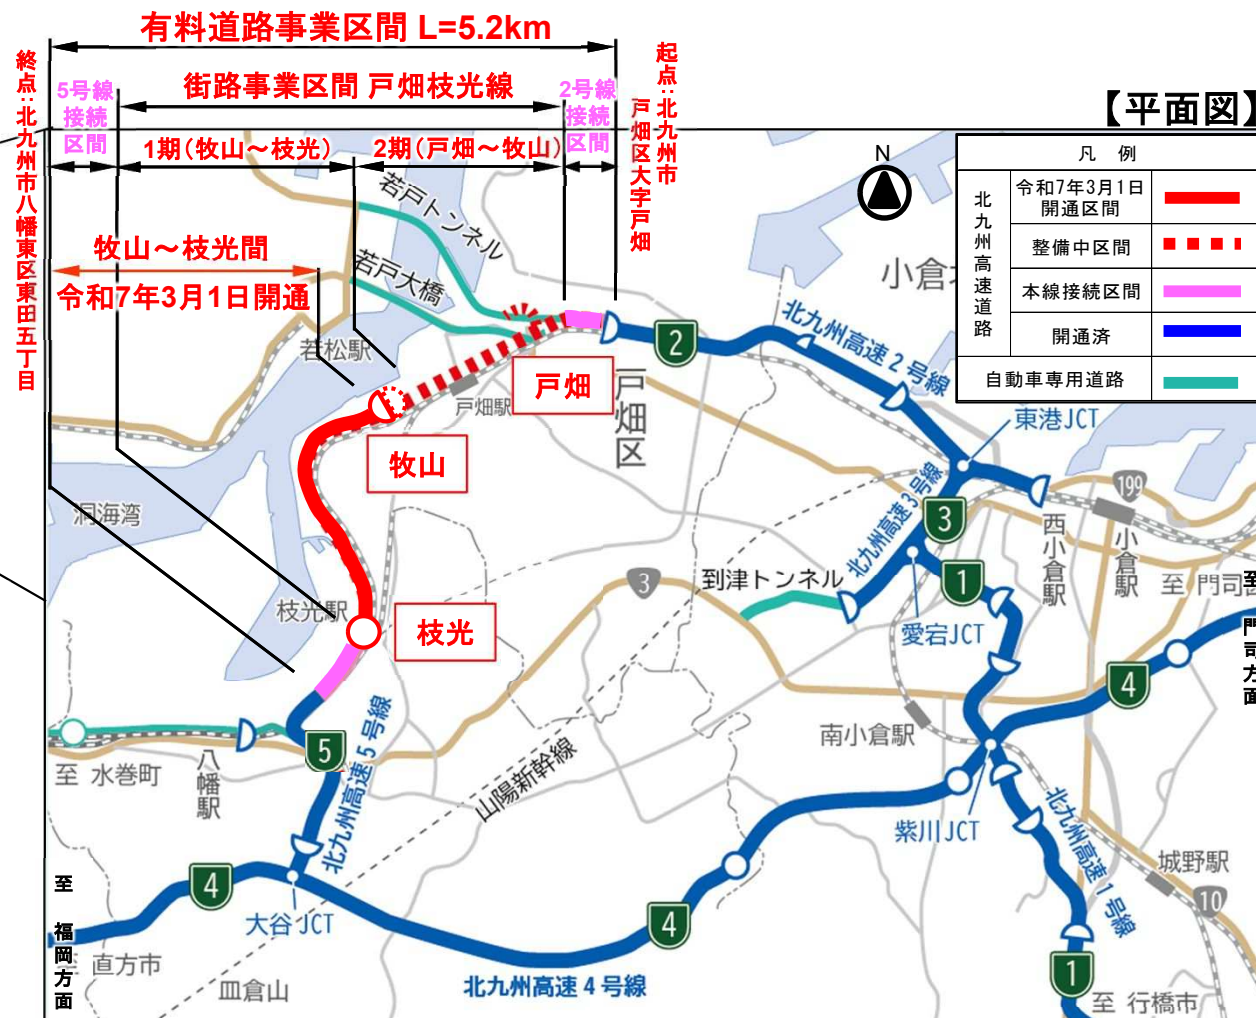 有料道路事業区間 L=5.2km
5号線
接続
区間
街路事業区間 戸畑枝光線
2号線
接続
区間
終点：北九州市八幡東区東田五丁目
起点：北九州市
戸畑区大字戸畑
1期（牧山～枝光）
2期（戸畑～牧山）
牧山～枝光間
令和7年3月1日開通
【平面図】
凡 例
北九州高速道路
令和7年3月1日
開通区間
整備中区間
本線接続区間
開通済
自動車専用道路
N
小倉
若戸トンネル
若戸大橋
若松駅
2
北九州高速2号線
戸畑
戸畑駅
戸畑区
牧山
東港JCT
199
洞海湾
北九州高速3号線
3
西小倉駅
小倉駅
3
到津トンネル
1
至 門司
至 門司方面
枝光駅
枝光
愛宕JCT
4
南小倉駅
5
北九州高速5号線
至 水巻町
八幡駅
山陽新幹線
紫川JCT
北九州高速1号線
城野駅
10
4
大谷JCT
4
至 福岡方面
直方市
皿倉山
北九州高速4号線
1
至 行橋市